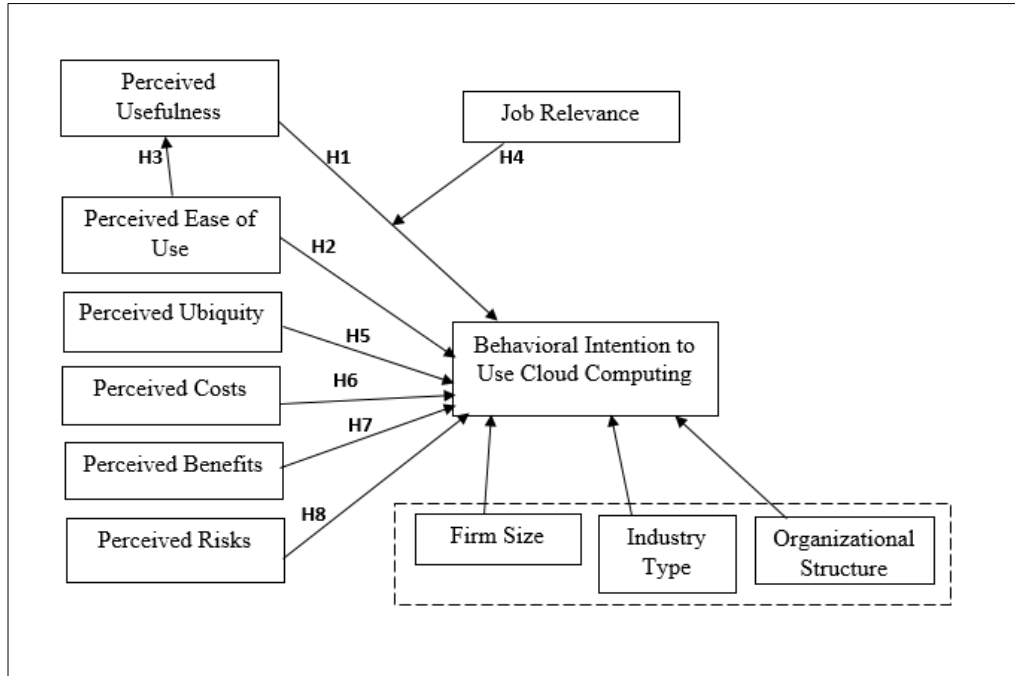 Perceived
Usefulness
Job Relevance
H3
H1
H4
Perceived Ease of
Use
H2
Perceived Ubiquity
H5
Behavioral Intention to
Use Cloud Computing
Perceived Costs
H6
H7
Perceived Benefits
H8
Perceived Risks
Firm Size
Industry
Type
Organizational
Structure